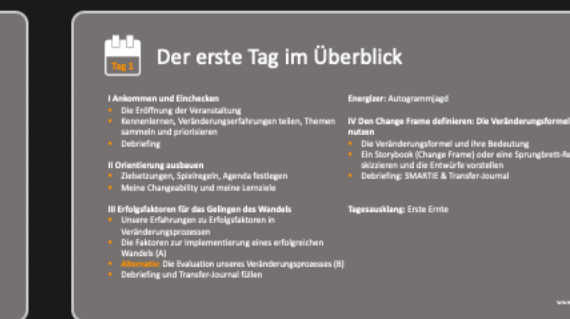 Tag 1
Der erste Tag im Überblick
I Ankommen und Einchecken
Die Eröffnung der Veranstaltung
Kennenlernen, Veränderungserfahrungen teilen, Themen
sammeln und priorisieren
Debriefing
II Orientierung ausbauen
Zielsetzungen, Spielregeln, Agenda festlegen
Meine Changeability und meine Lernziele
III Erfolgsfaktoren für das Gelingen des Wandels
Unsere Erfahrungen zu Erfolgsfaktoren in
Veränderungsprozessen
Die Faktoren zur Implementierung eines erfolgreichen
Wandels (A)
Alternativ: Die Evaluation unseres Veränderungsprozesses (B)
Debriefing und Transfer-Journal füllen
Energizer: Autogrammjagd
IV Den Change Frame definieren: Die Veränderungsformel
nutzen
Die Veränderungsformel und ihre Bedeutung
Ein Storybook (Change Frame) oder eine Sprungbrett-Re
skizzieren und die Entwürfe vorstellen
Debriefing: SMARTIE & Transfer-Journal
Tagesausklang: Erste Ernte